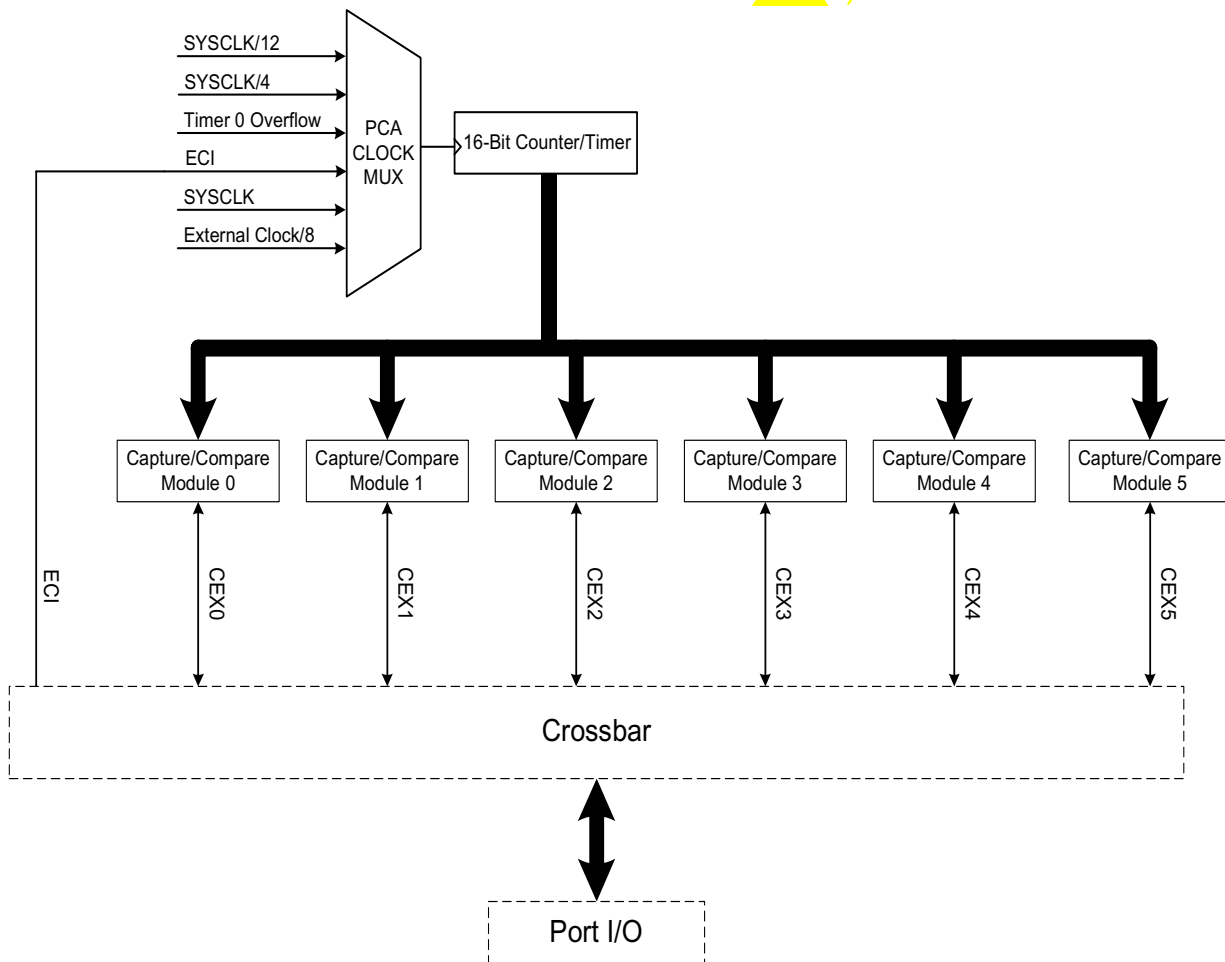 SYSCLK/12
SYSCLK/4
Timer 0 Overflow
ECI
SYSCLK
External Clock/8
PCA
CLOCK
MUX
16-Bit Counter/Timer
Capture/Compare
Module 0
Capture/Compare
Module 1
Capture/Compare
Module 2
Capture/Compare
Module 3
Capture/Compare
Module 4
Capture/Compare
Module 5
ECI
CEX0
CEX1
CEX2
CEX3
CEX4
CEX5
Crossbar
Port I/O